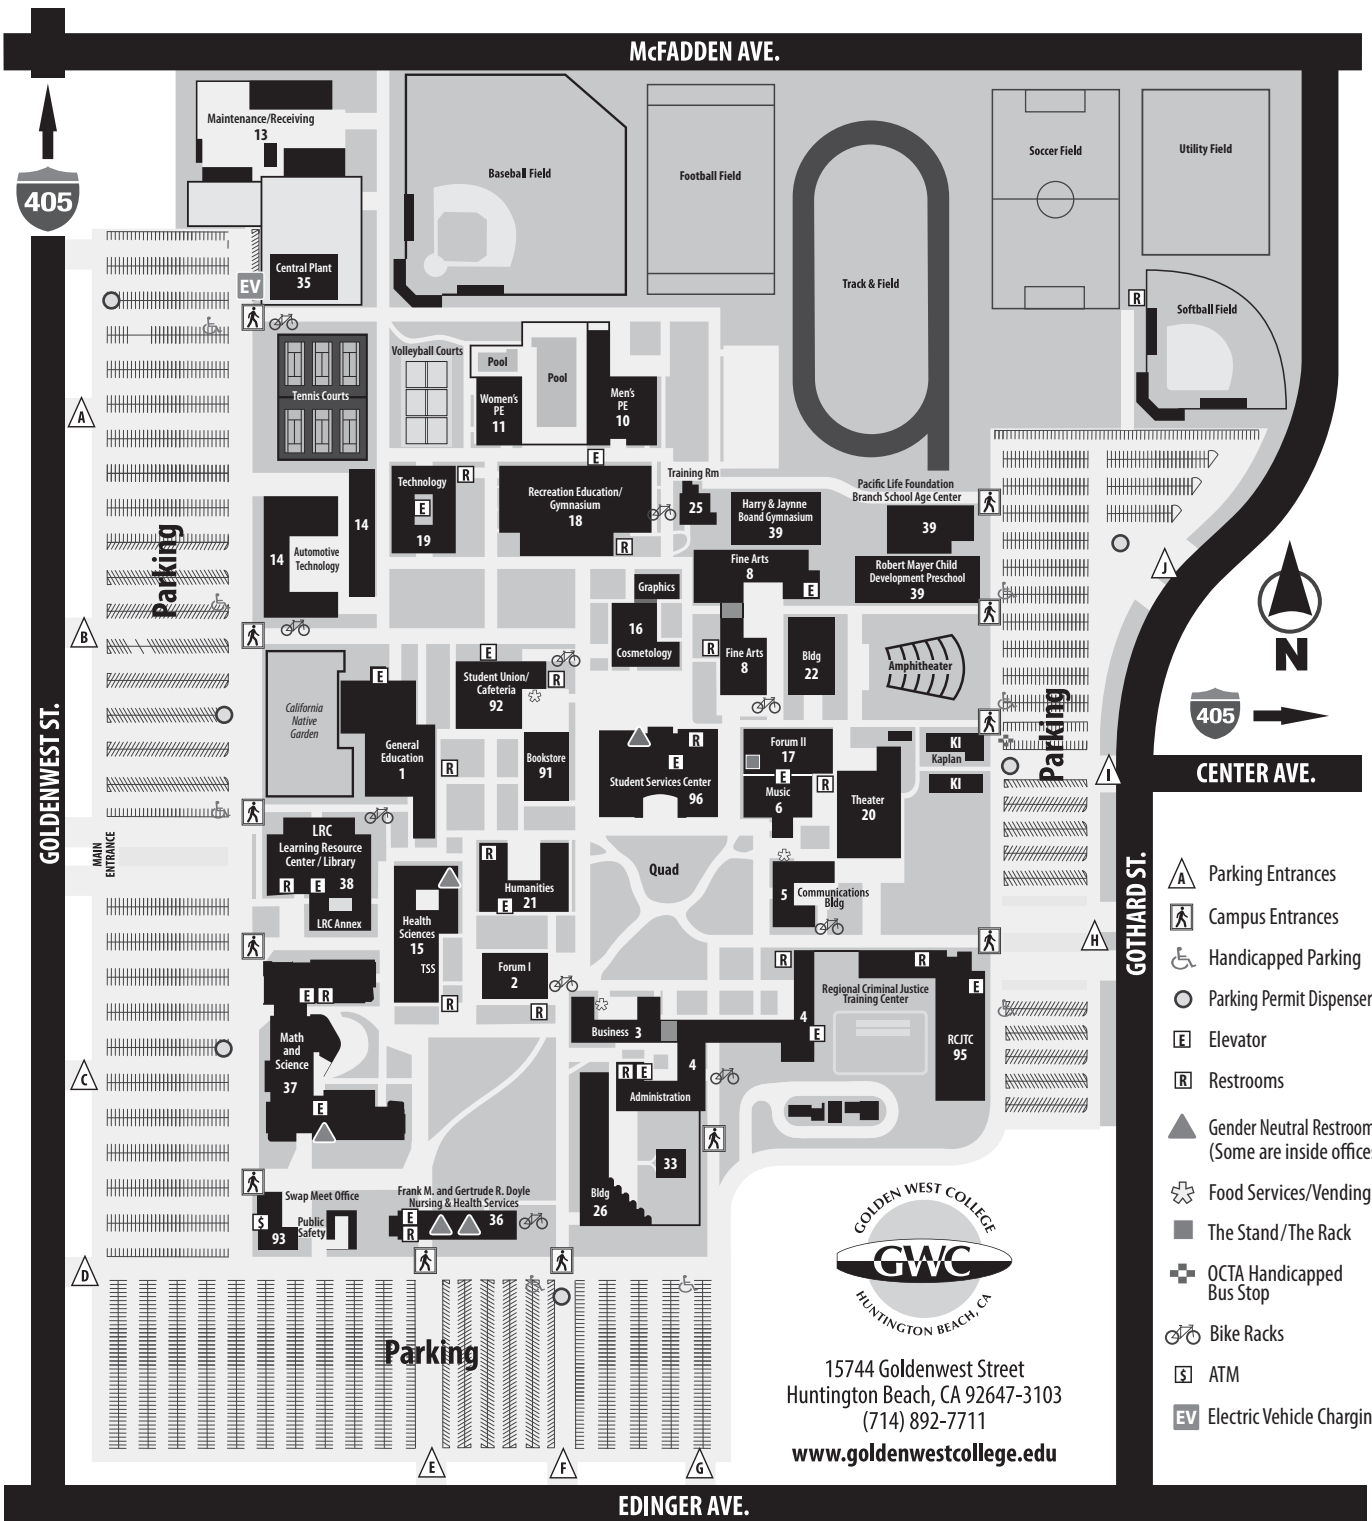 McFADDEN AVE.
Maintenance/Receiving
13
405
Baseball Field
Football Field
Soccer Field
Utility Field
Track & Field
Central Plant
35
EV
R
Softball Field
Volleyball Courts
Pool
Pool
Tennis Courts
Women's
PE
11
Men's
PE
10
A
E
Training Rm
Technology
R
E
19
Recreation Education/
Gymnasium
18
R
25
Harry & Jaynne
Boand Gymnasium
39
Pacific Life Foundation
Branch School Age Center
39
14
14
Automotive
Technology
Parking
Fine Arts
8
E
Robert Mayer Child
Development Preschool
39
J
Graphics
16
Cosmetology
R
Fine Arts
8
Bldg
22
Amphitheater
N
B
E
Student Union/
Cafeteria
92
R
E
California
Native
Garden
General
Education
1
R
Bookstore
91
R
E
Student Services Center
96
Forum II
17
E
Music
6
R
Theater
20
KI
Kaplan
KI
Parking
405
I
CENTER AVE.
GOLDENWEST ST.
MAIN
ENTRANCE
LRC
Learning Resource
Center / Library
R
E
38
LRC Annex
R
Humanities
E
21
Quad
5
Communications
Bldg
Health
Sciences
15
TSS
R
Forum I
2
R
H
GOTHARD ST.
R
R
Regional Criminal Justice
Training Center
E
RCJTC
95
E
R
Math
and
Science
37
E
Business 3
4
E
R
E
4
Administration
C
33
Bldg
26
Swap Meet Office
$
93
Public
Safety
Frank M. and Gertrude R. Doyle
Nursing & Health Services
E
R
36
D
Parking
E
F
G
GOLDEN WEST COLLEGE
GWC
HUNTINGTON BEACH, CA
15744 Goldenwest Street
Huntington Beach, CA 92647-3103
(714) 892-7711
www.goldenwestcollege.edu
A Parking Entrances
Campus Entrances
Handicapped Parking
Parking Permit Dispenser
E Elevator
R Restrooms
Gender Neutral Restroom
(Some are inside offices
Food Services/Vending
The Stand/The Rack
OCTA Handicapped
Bus Stop
Bike Racks
$ ATM
EV Electric Vehicle Chargin
EDINGER AVE.